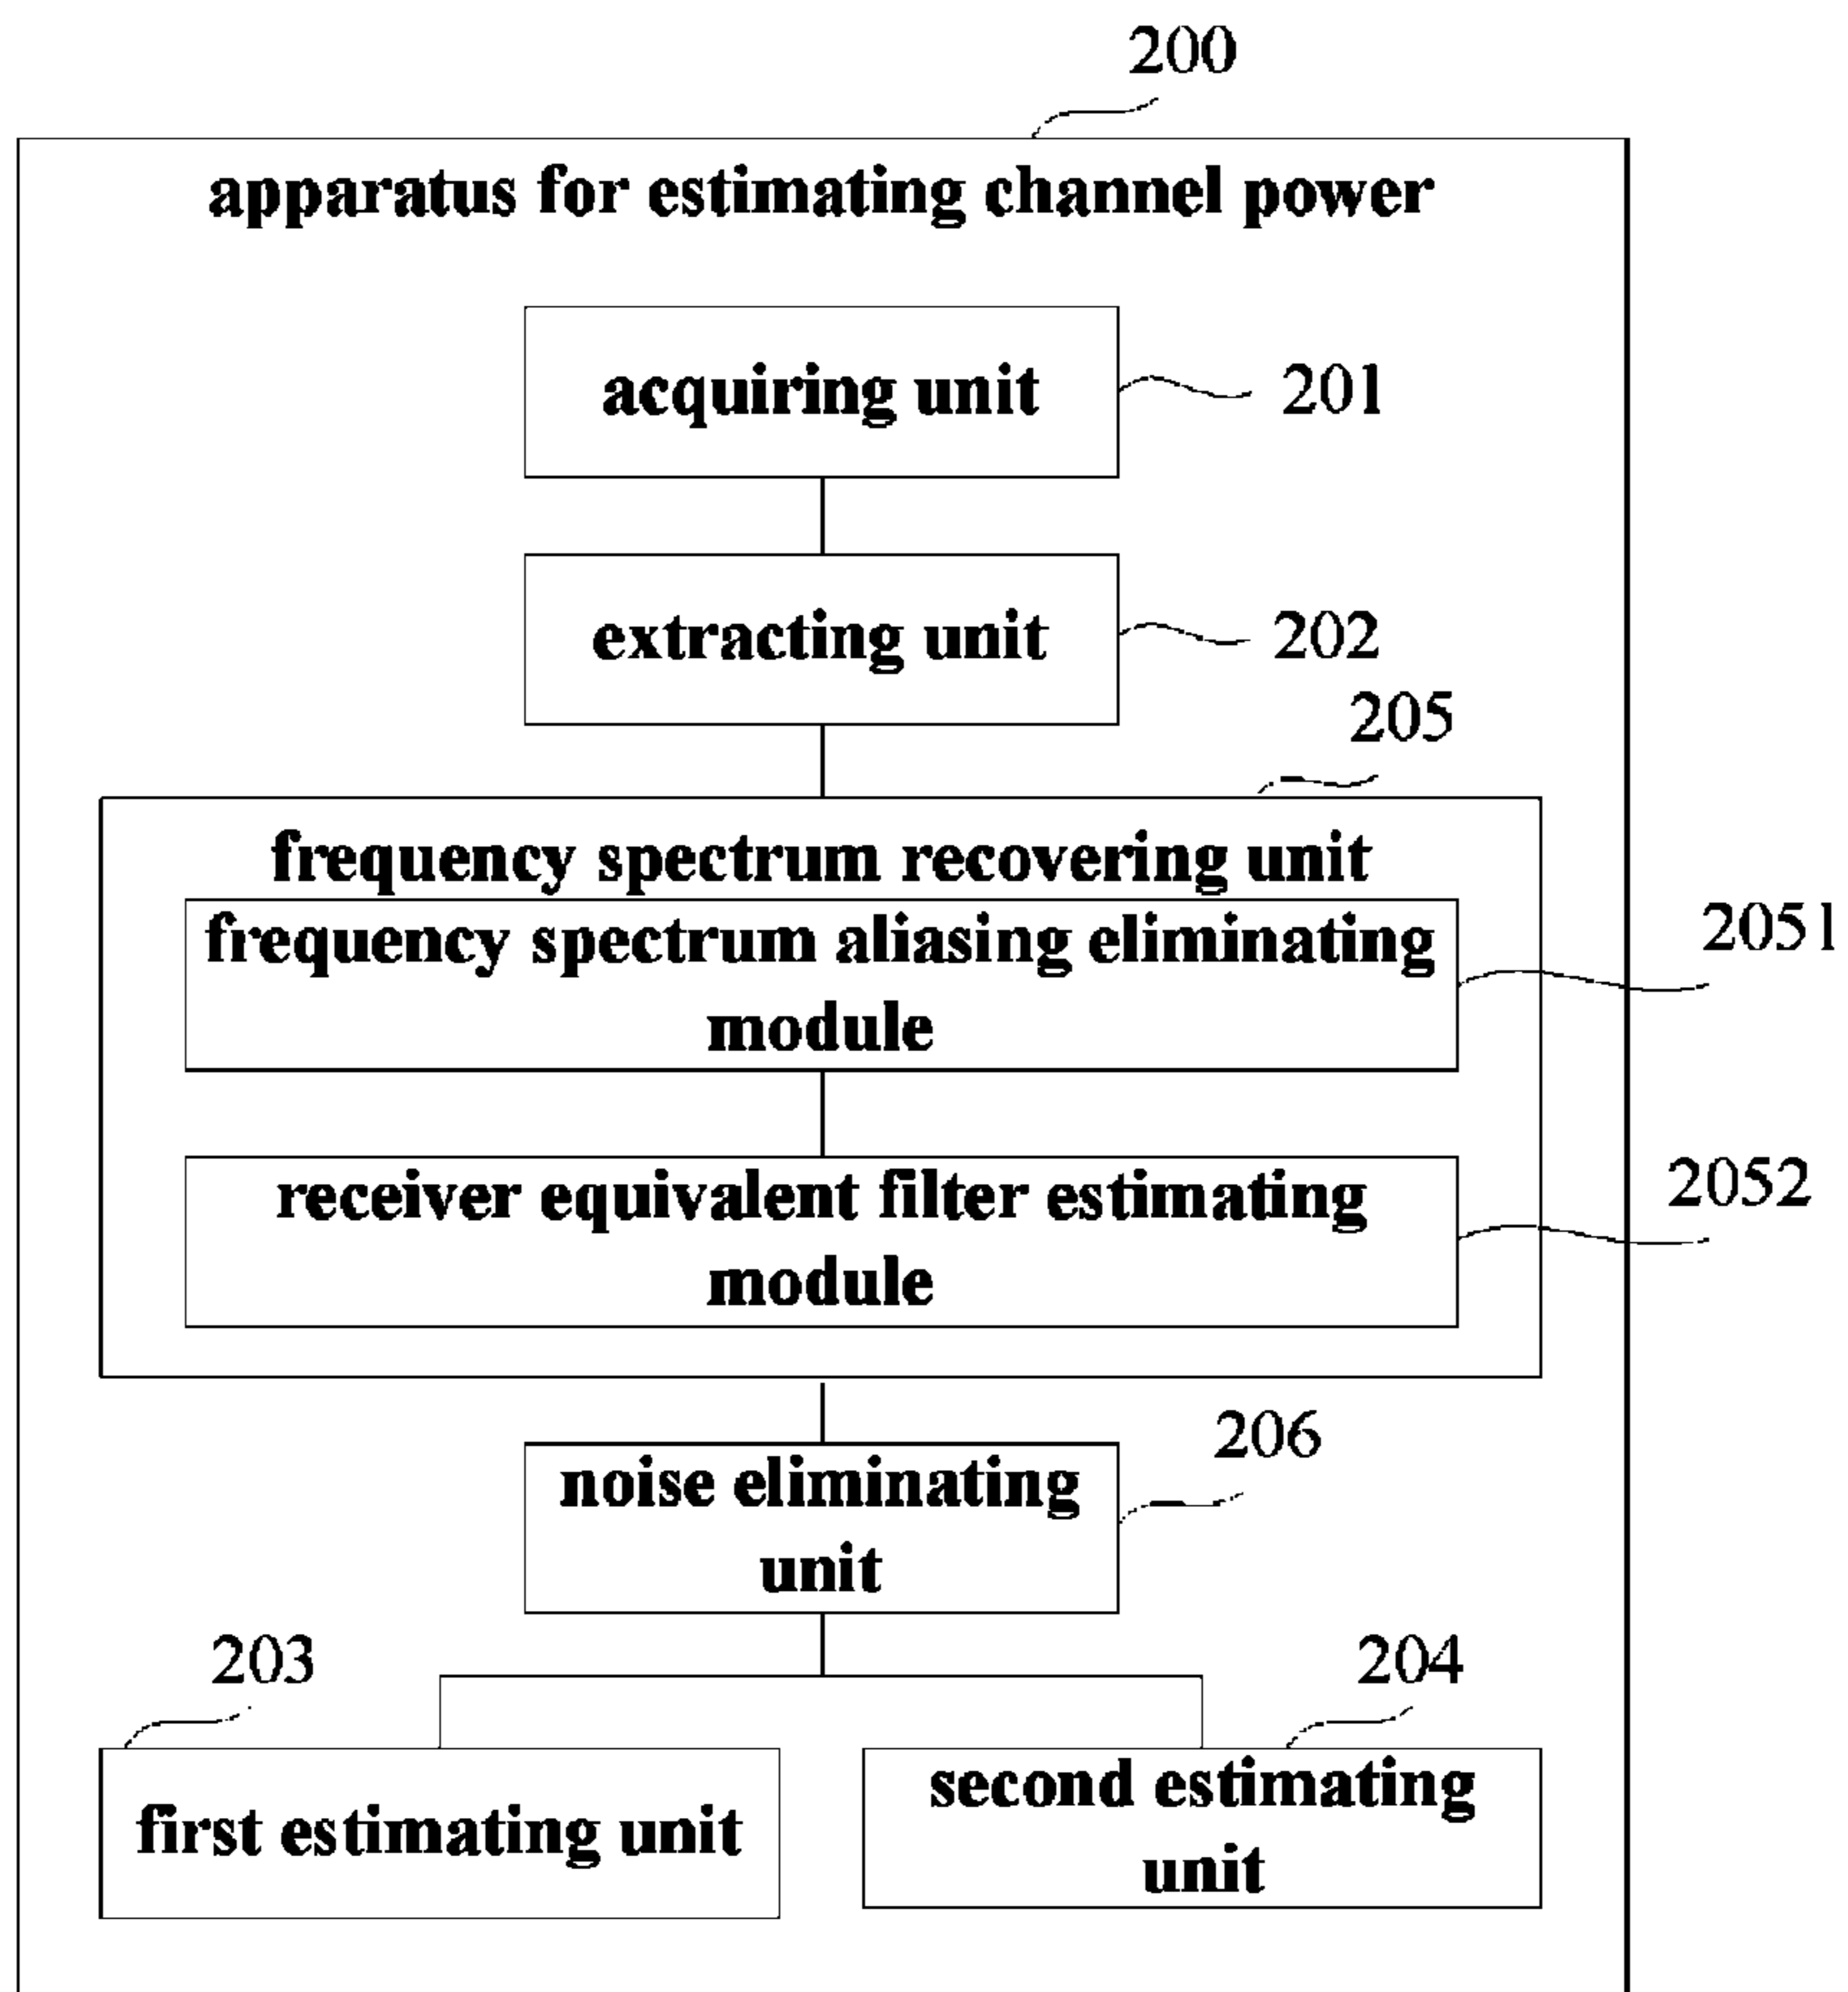 200
apparatus for estimating channel power
acquiring unit
201
extracting unit
202
205
frequency spectrum recovering unit
frequency spectrum aliasing eliminating
module
2051
receiver equivalent filter estimating
module
2052
206
noise eliminating
unit
203
204
first estimating unit
second estimating
unit